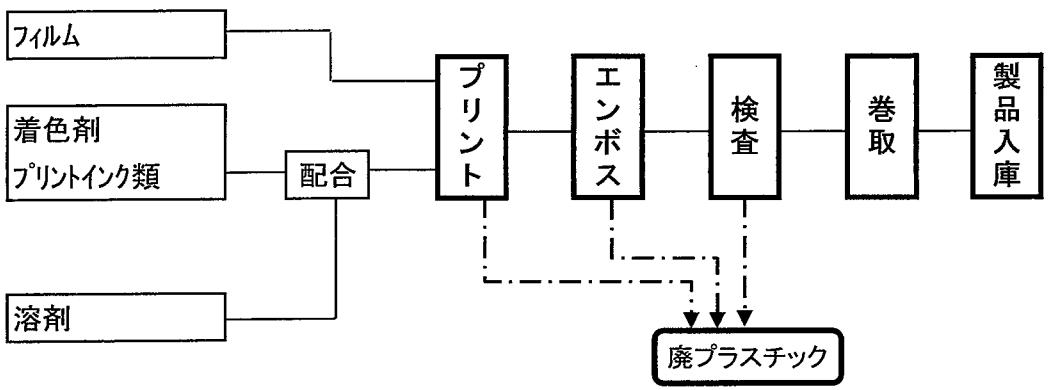 フィルム
着色剤
プリントインク類
配合
溶剤
プリント
エンボス
検査
巻取
製品入庫
廃プラスチック